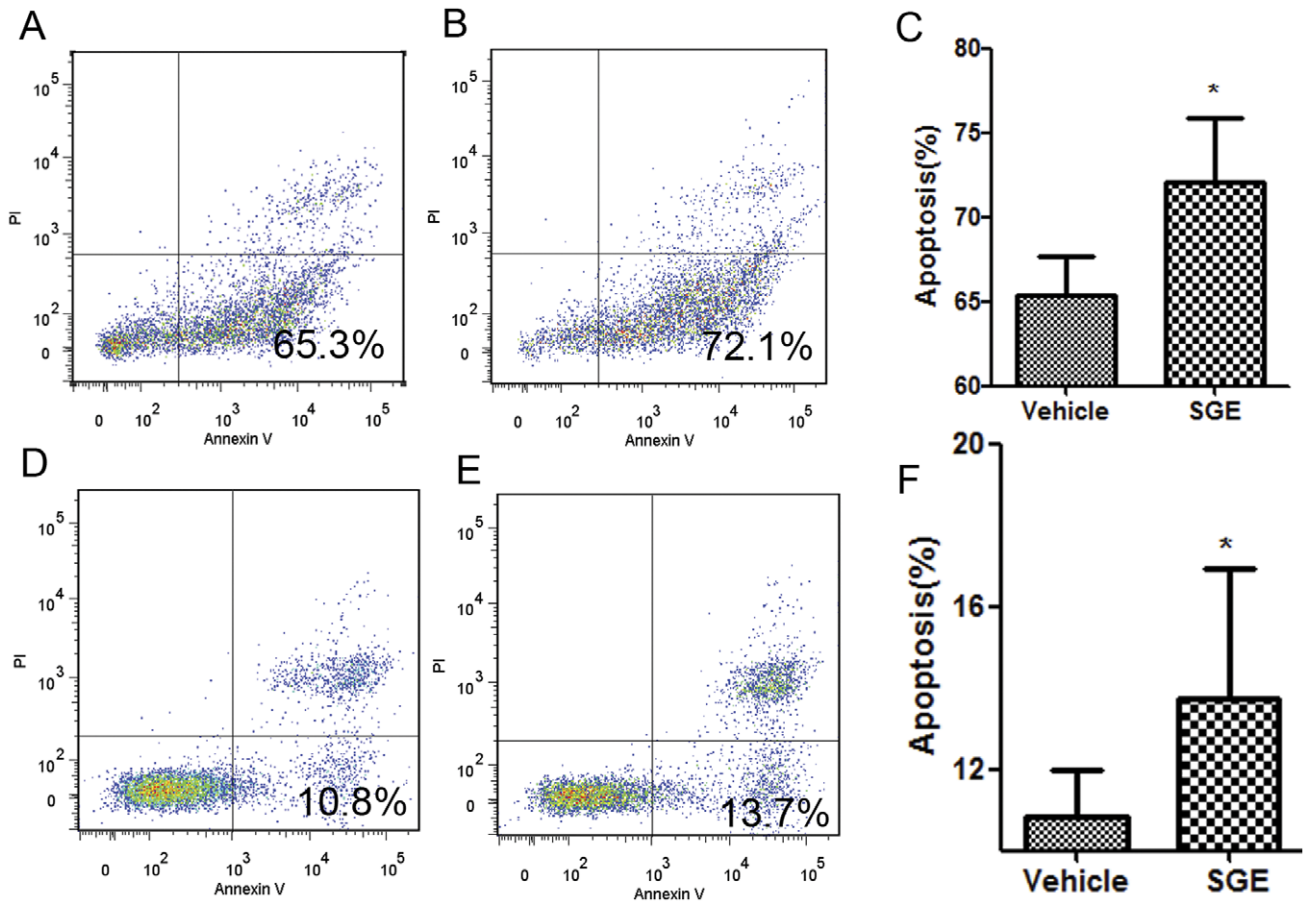 A
10^5
10^4
10^3
10^2
0
PI
65.3%
0 10^2 10^3 10^4 10^5
Annexin V
B
10^5
10^4
10^3
10^2
0
PI
72.1%
0 10^2 10^3 10^4 10^5
Annexin V
C
80
75
70
65
60
Apoptosis(%)
*
Vehicle SGE
D
10^5
10^4
10^3
10^2
0
PI
10.8%
0 10^2 10^3 10^4 10^5
Annexin V
E
10^5
10^4
10^3
10^2
0
PI
13.7%
0 10^2 10^3 10^4 10^5
Annexin V
F
20
16
12
Apoptosis(%)
*
Vehicle SGE